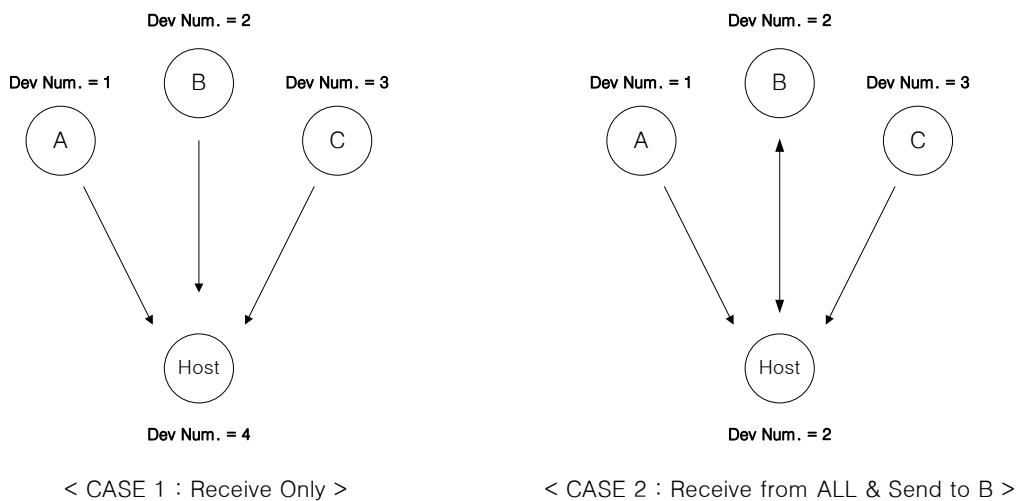 Dev Num. = 2
Dev Num. = 1
B
Dev Num. = 3
A
C
Host
Dev Num. = 4
< CASE 1 : Receive Only >
Dev Num. = 2
Dev Num. = 1
B
Dev Num. = 3
A
C
Host
Dev Num. = 2
< CASE 2 : Receive from ALL & Send to B >